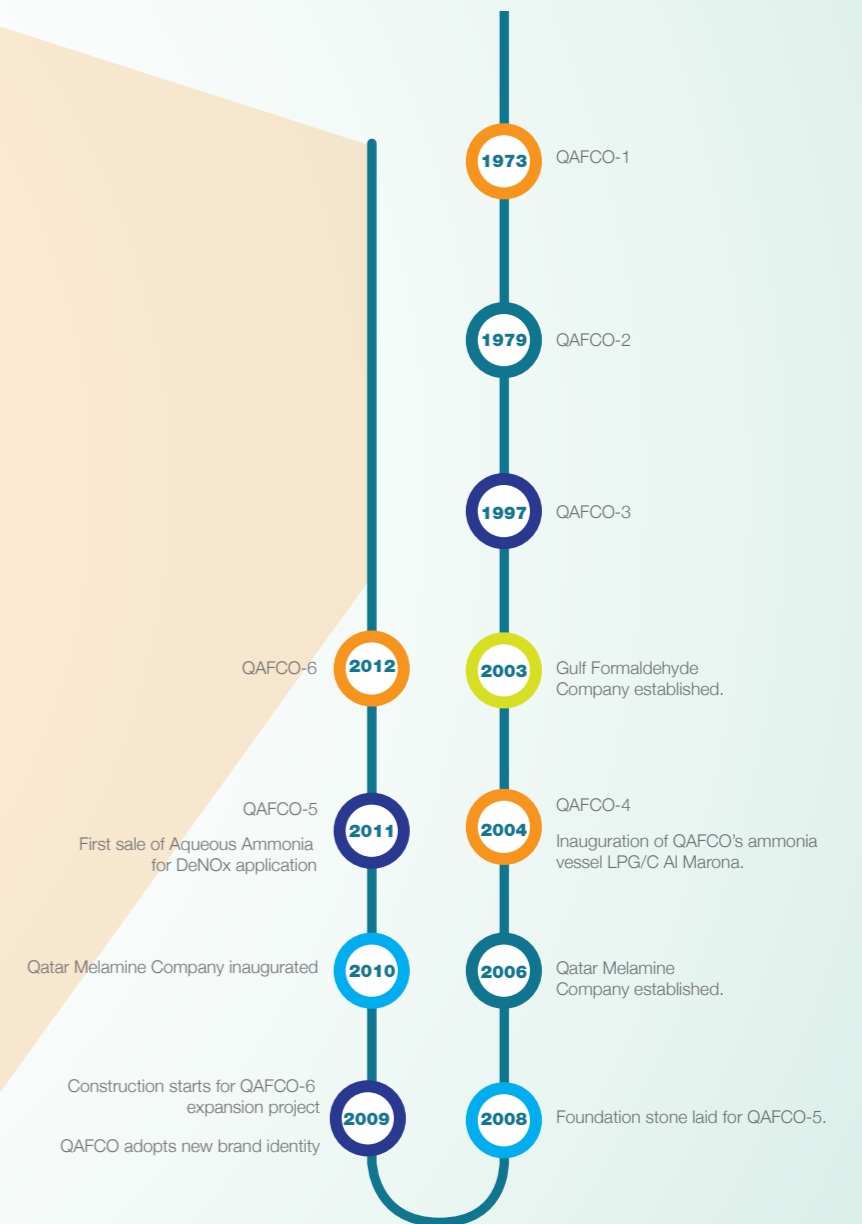 1973
QAFCO-1
1979
QAFCO-2
1997
QAFCO-3
2003
Gulf Formaldehyde
Company established.
2004
QAFCO-4
Inauguration of QAFCO's ammonia
vessel LPG/C Al Marona.
2006
Qatar Melamine
Company established.
2008
Foundation stone laid for QAFCO-5.
2009
Construction starts for QAFCO-6
expansion project
QAFCO adopts new brand identity
2010
Qatar Melamine Company inaugurated
2011
QAFCO-5
First sale of Aqueous Ammonia
for DeNOx application
2012
QAFCO-6